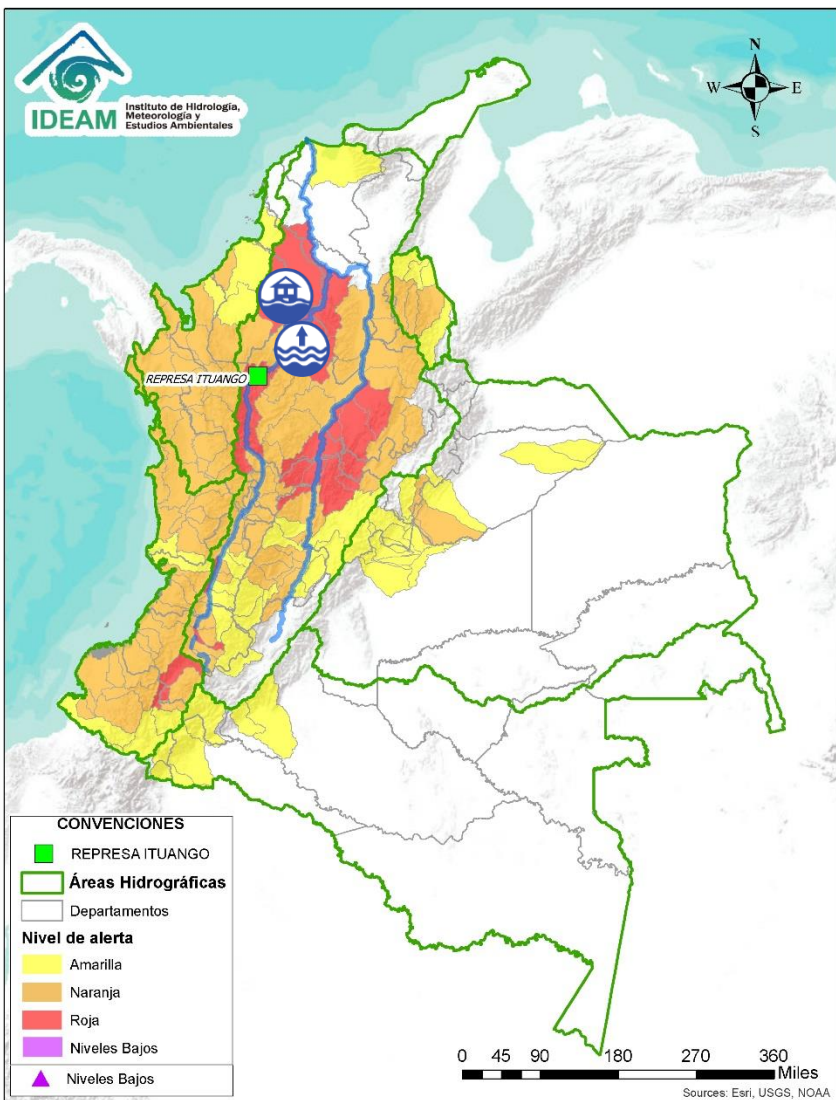 IDEAM
Instituto de Hidrología,
Meteorología y
Estudios Ambientales
N
W
E
S
REPRESA ITUANGO
CONVENCIONES
REPRESA ITUANGO
Áreas Hidrográficas
Departamentos
Nivel de alerta
Amarilla
Naranja
Roja
Niveles Bajos
Niveles Bajos
0 45 90 180 270 360
Miles
Sources: Esri, USGS, NOAA